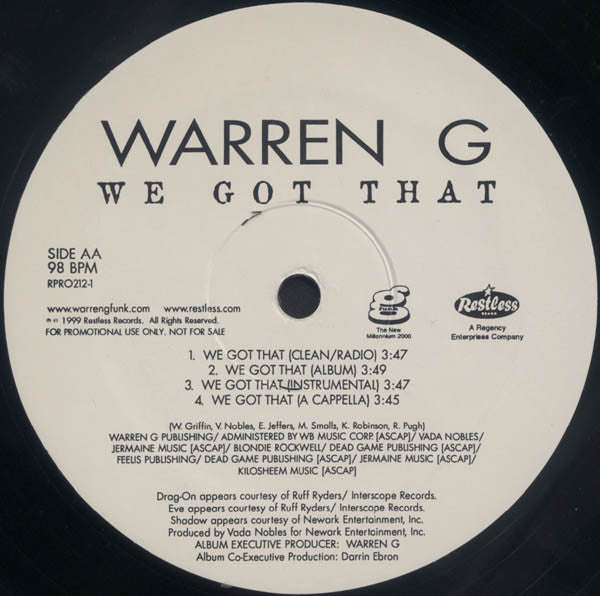 WARREN G
WE GOT THAT
SIDE AA
98 BPM
RPRO212-1
www.warrengfunk.com www.restless.com
℗ © 1999 Restless Records, All Rights Reserved.
FOR PROMOTIONAL USE ONLY. NOT FOR SALE
g
funk
The New
Millennium 2000
Restless
BRAND
A Regency
Enterprises Company
1. WE GOT THAT (CLEAN/RADIO) 3:47
2. WE GOT THAT (ALBUM) 3:49
3. WE GOT THAT (INSTRUMENTAL) 3:47
4. WE GOT THAT (A CAPPELLA) 3:45
(W. Griffin, V. Nobles, E. Jeffers, M. Smalls, K. Robinson, R. Pugh)
WARREN G PUBLISHING/ ADMINISTERED BY WB MUSIC CORP. [ASCAP]/ VADA NOBLES/
JERMAINE MUSIC [ASCAP]/ BLONDIE ROCKWELL/ DEAD GAME PUBLISHING [ASCAP]/
FEELIS PUBLISHING/ DEAD GAME PUBLISHING [ASCAP]/ JERMAINE MUSIC [ASCAP]/
KILOSHEEM MUSIC [ASCAP]
Drag-On appears courtesy of Ruff Ryders/ Interscope Records.
Eve appears courtesy of Ruff Ryders/ Interscope Records.
Shadow appears courtesy of Newark Entertainment, Inc.
Produced by Vada Nobles for Newark Entertainment, Inc.
ALBUM EXECUTIVE PRODUCER: WARREN G
Album Co-Executive Production: Darrin Ebron